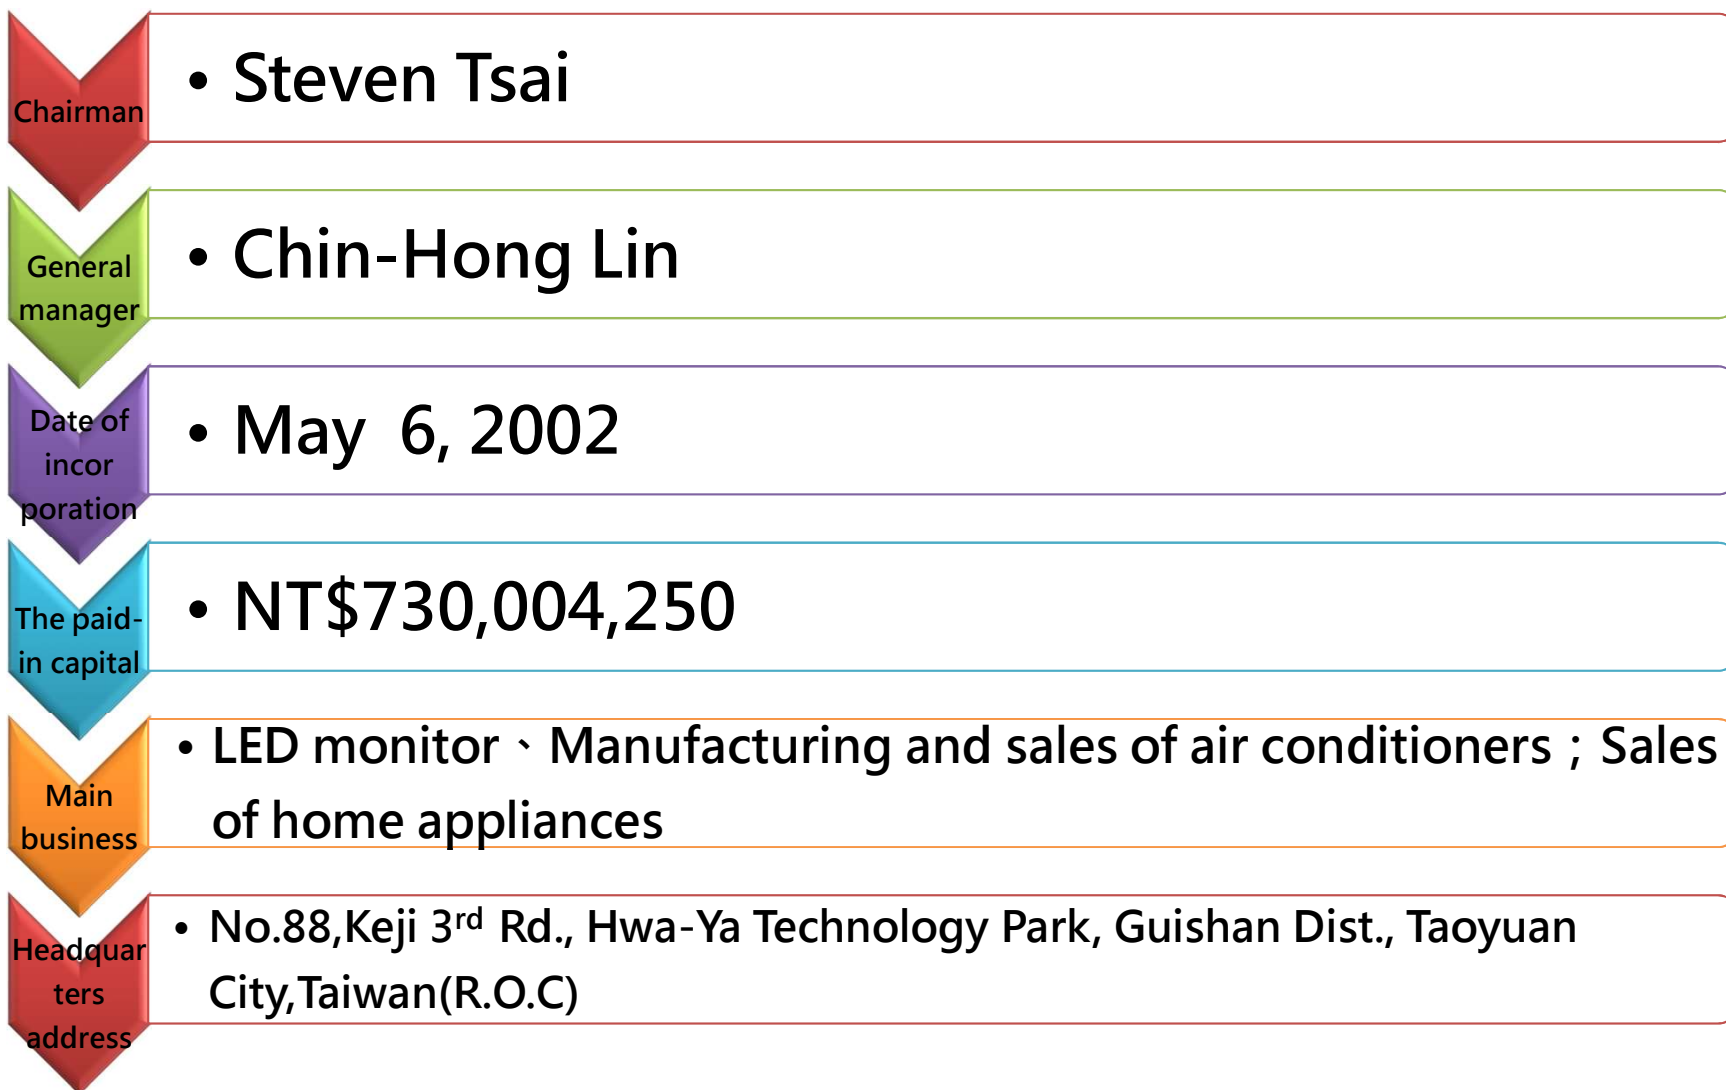 Chairman
• Steven Tsai
General
manager
• Chin-Hong Lin
Date of
incor
poration
• May  6, 2002
The paid-
in capital
• NT$730,004,250
Main
business
• LED monitor、Manufacturing and sales of air conditioners；Sales
of home appliances
Headquar
ters
address
• No.88,Keji 3rd Rd., Hwa-Ya Technology Park, Guishan Dist., Taoyuan
City,Taiwan(R.O.C)